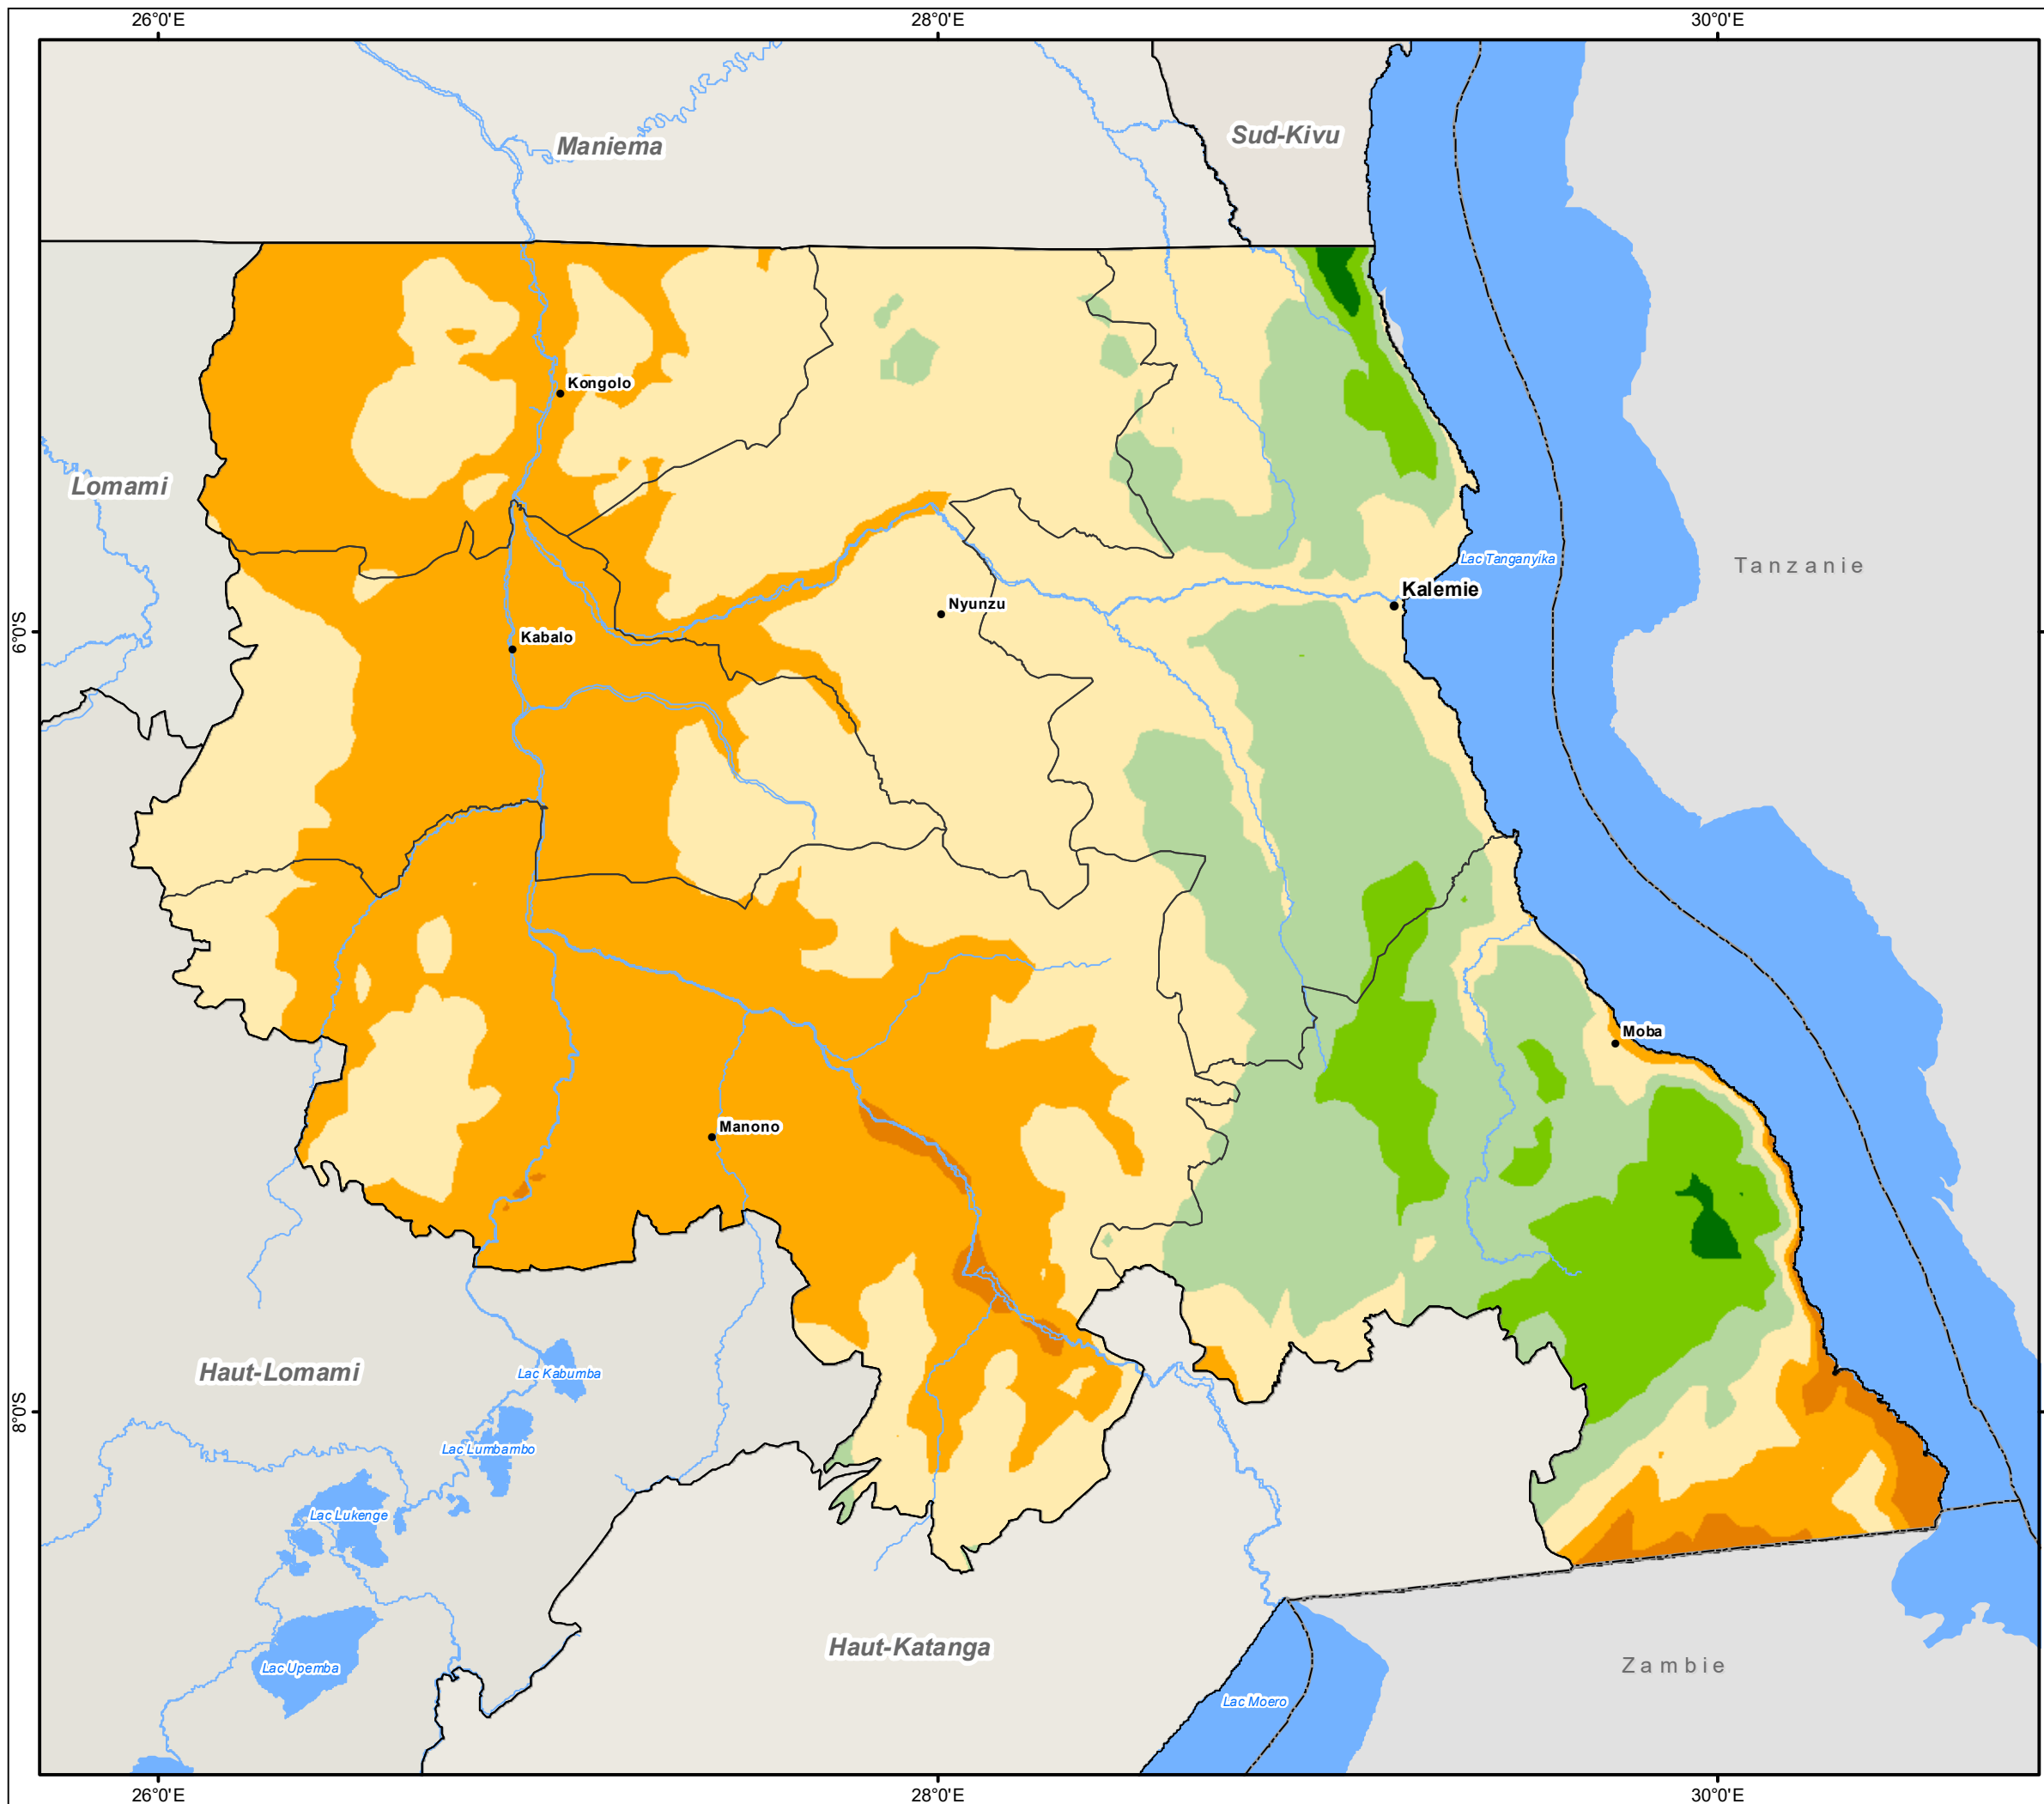 26°0'E 28°0'E 30°0'E
Sud-Kivu
Maniema
Kongolo
Lomami
Lac Tanganyika
Tanzanie
Kalemie
Nyunzu
6°0'S
Kabalo
Moba
Manono
Haut-Lomami
Lac Kabumba
8°0'S
Lac Lumbambo
Lac Lukenge
Haut-Katanga
Zambie
Lac Upemba
Lac Moero
26°0'E 28°0'E 30°0'E